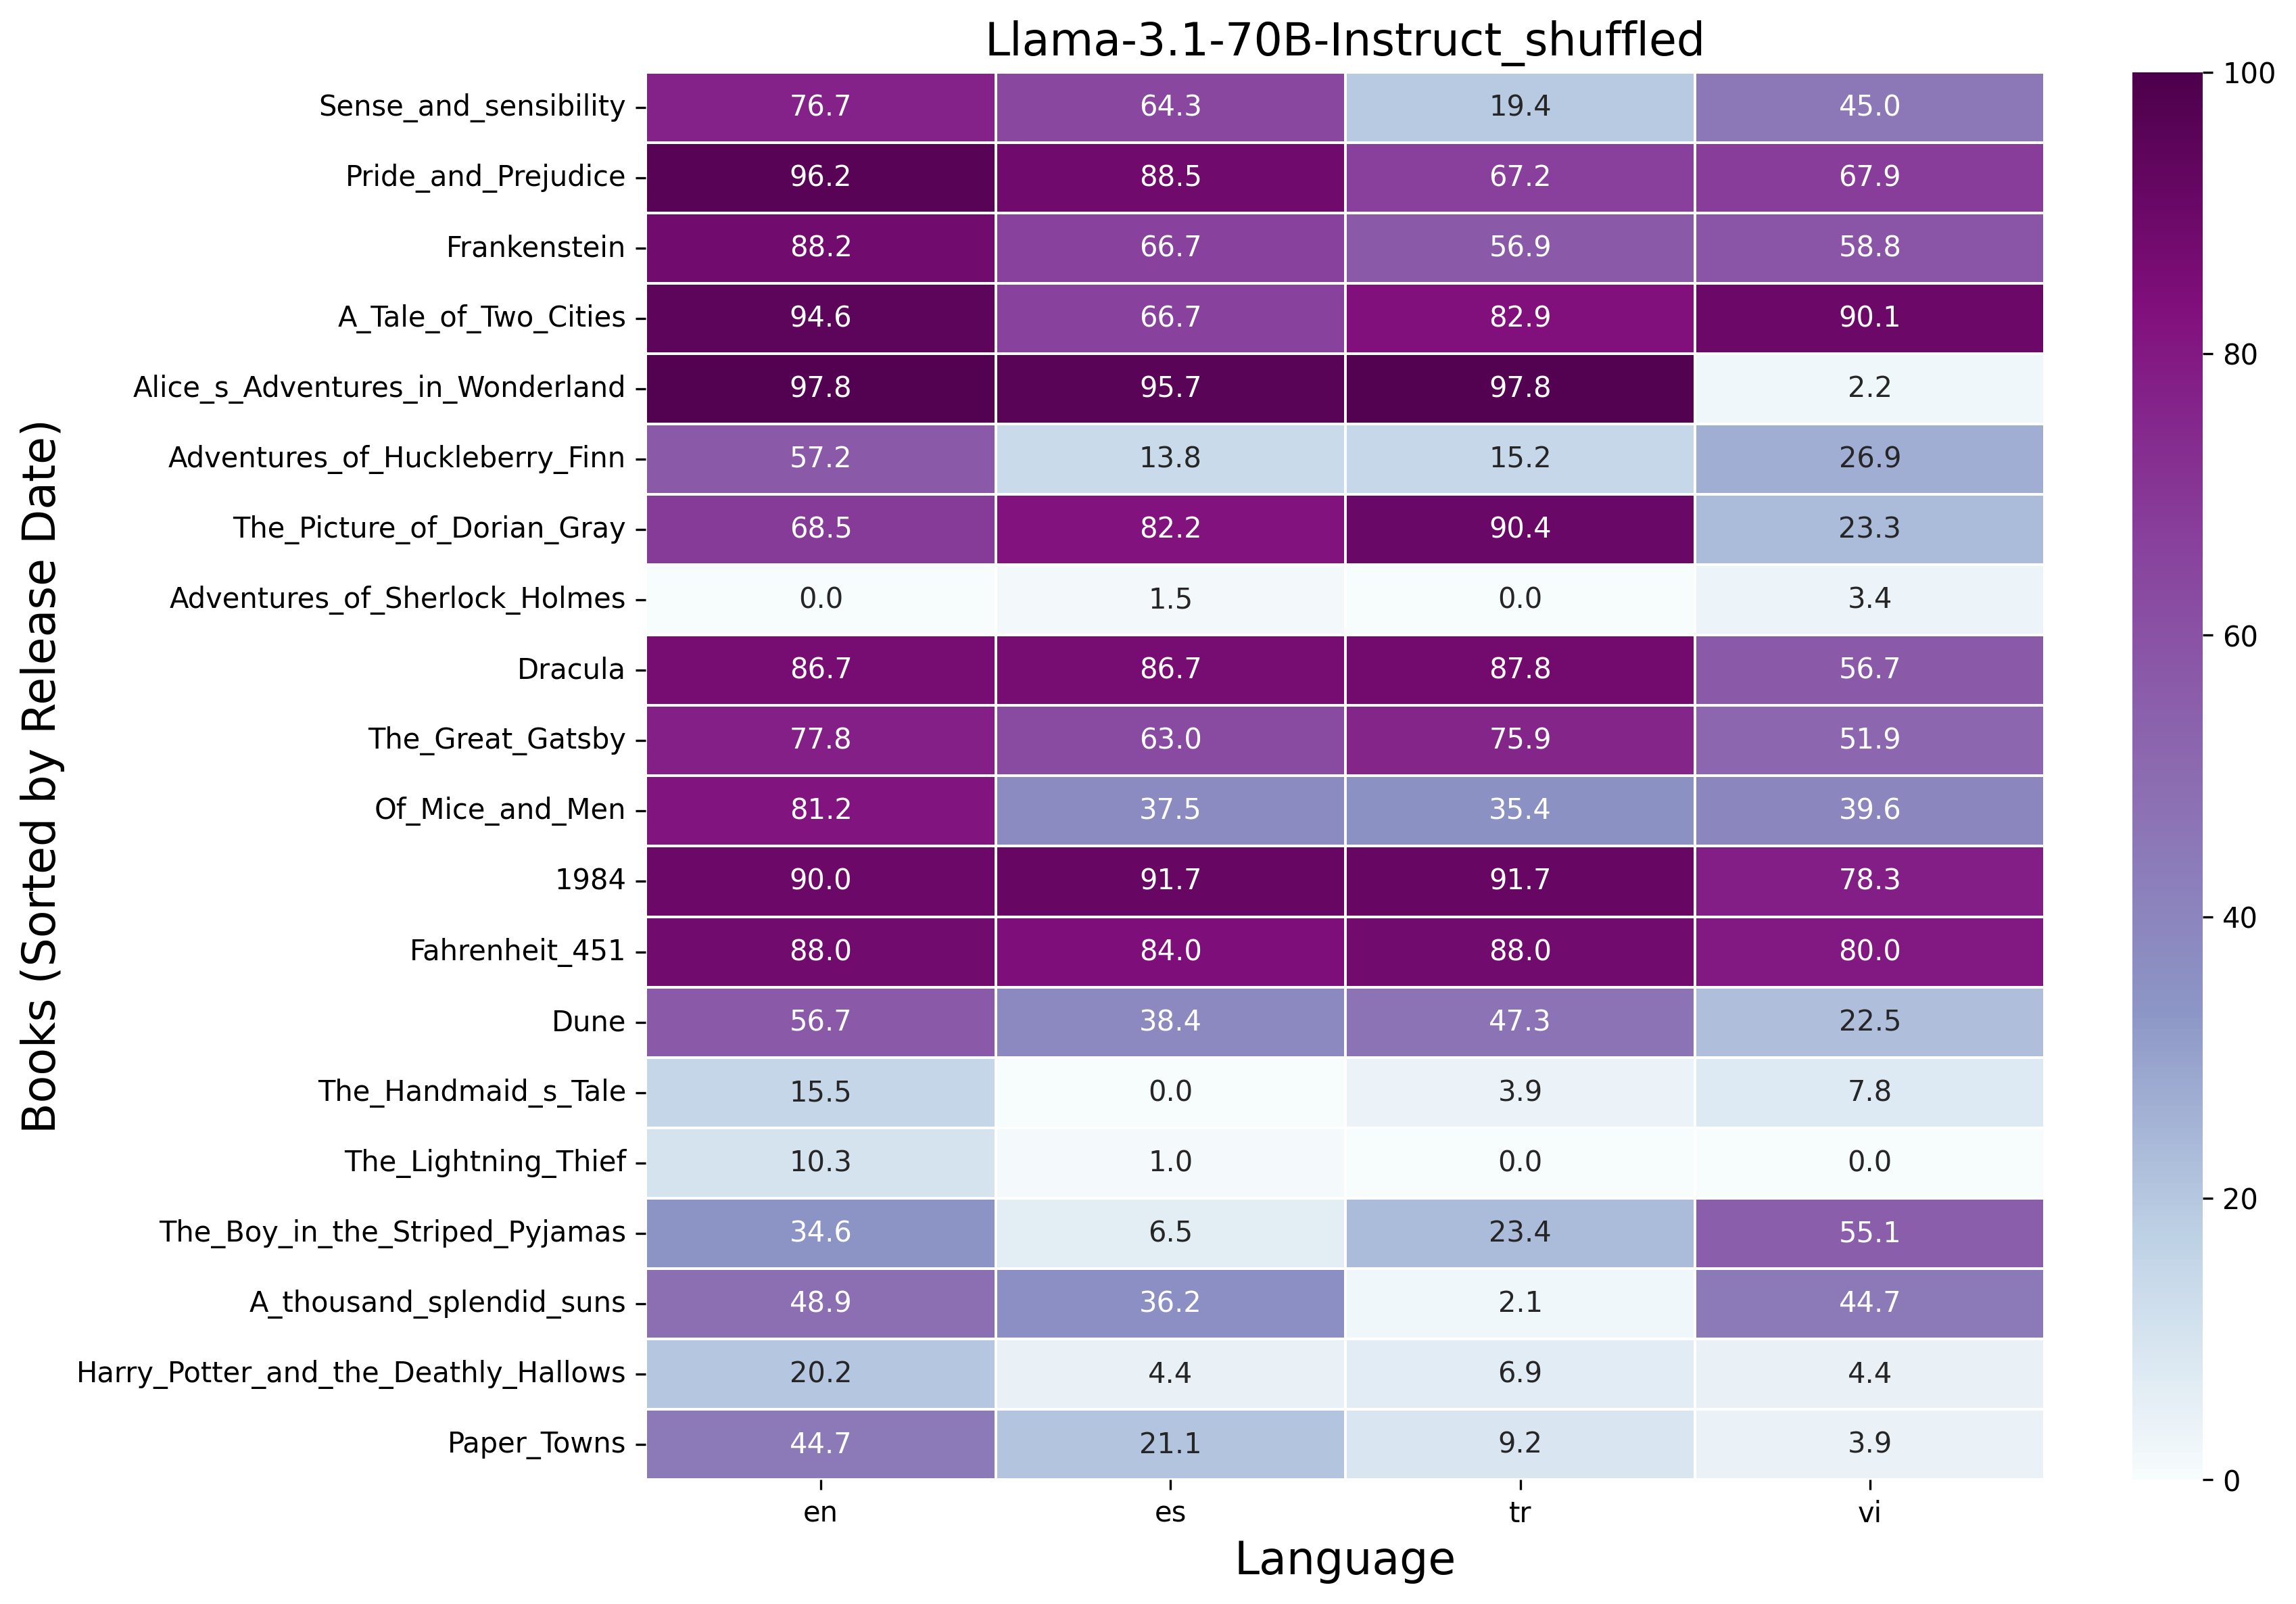 Llama-3.1-70B-Instruct_shuffled
Books (Sorted by Release Date)
Sense_and_sensibility 76.7 64.3 19.4 45.0
Pride_and_Prejudice 96.2 88.5 67.2 67.9
Frankenstein 88.2 66.7 56.9 58.8
A_Tale_of_Two_Cities 94.6 66.7 82.9 90.1
Alice_s_Adventures_in_Wonderland 97.8 95.7 97.8 2.2
Adventures_of_Huckleberry_Finn 57.2 13.8 15.2 26.9
The_Picture_of_Dorian_Gray 68.5 82.2 90.4 23.3
Adventures_of_Sherlock_Holmes 0.0 1.5 0.0 3.4
Dracula 86.7 86.7 87.8 56.7
The_Great_Gatsby 77.8 63.0 75.9 51.9
Of_Mice_and_Men 81.2 37.5 35.4 39.6
1984 90.0 91.7 91.7 78.3
Fahrenheit_451 88.0 84.0 88.0 80.0
Dune 56.7 38.4 47.3 22.5
The_Handmaid_s_Tale 15.5 0.0 3.9 7.8
The_Lightning_Thief 10.3 1.0 0.0 0.0
The_Boy_in_the_Striped_Pyjamas 34.6 6.5 23.4 55.1
A_thousand_splendid_suns 48.9 36.2 2.1 44.7
Harry_Potter_and_the_Deathly_Hallows 20.2 4.4 6.9 4.4
Paper_Towns 44.7 21.1 9.2 3.9
en es tr vi
Language
100
80
60
40
20
0